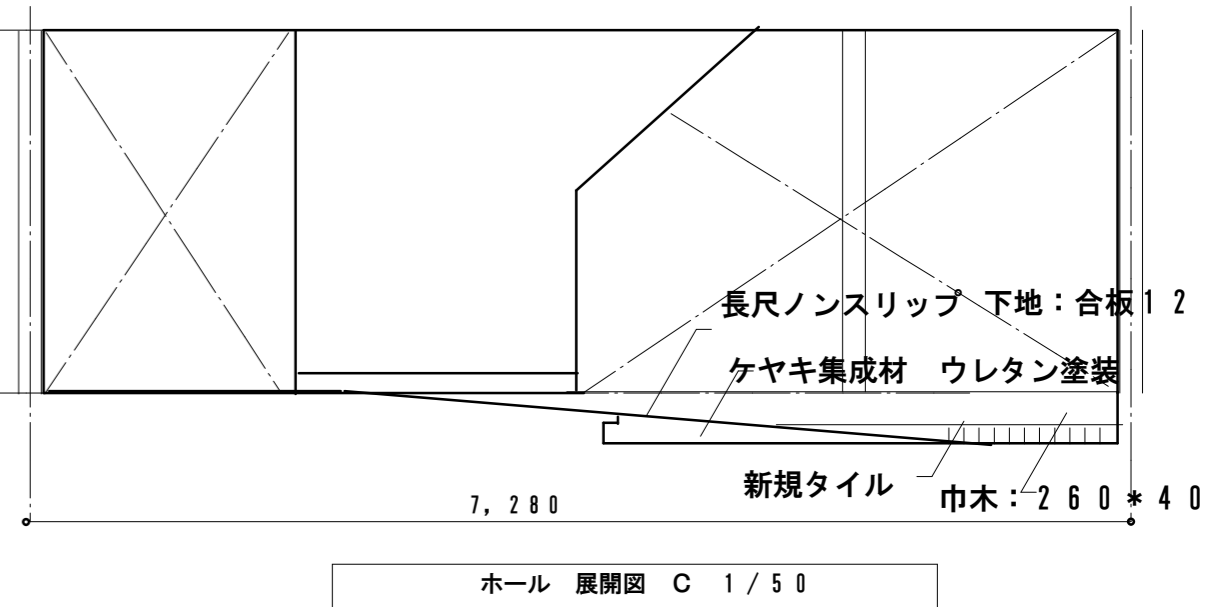 長尺ノンスリップ 下地：合板１２
ケヤキ集成材　ウレタン塗装
新規タイル
巾木：２６０＊４０
７，２８０
ホール　展開図　Ｃ　１／５０